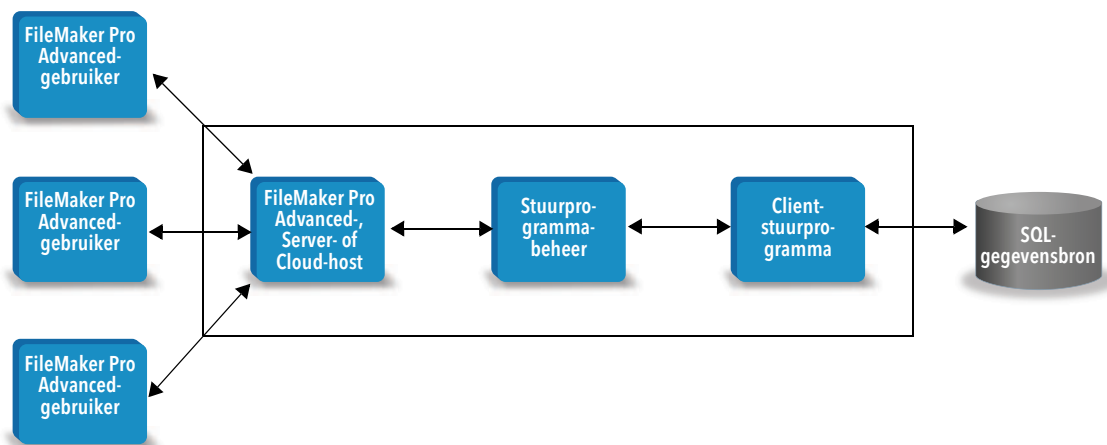 FileMaker Pro
Advanced-
gebruiker
FileMaker Pro
Advanced-
gebruiker
FileMaker Pro
Advanced-,
Server- of
Cloud-host
Stuurpro-
gramma-
beheer
Client-
stuurpro-
gramma
SQL-
gegevensbron
FileMaker Pro
Advanced-
gebruiker